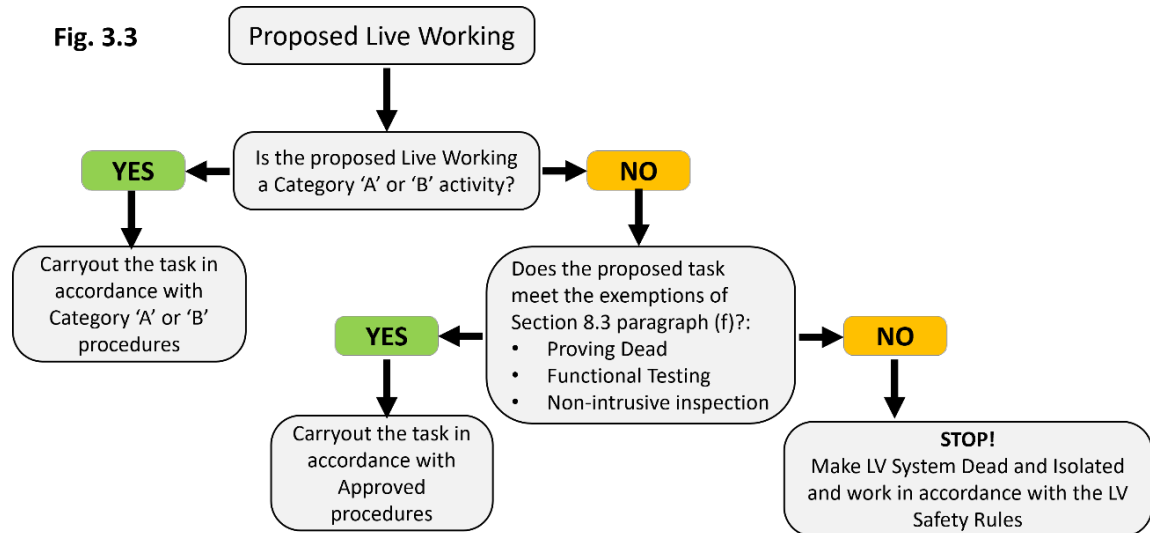 Fig. 3.3
Proposed Live Working
Is the proposed Live Working
a Category ‘A’ or ‘B’ activity?
YES
NO
Carryout the task in
accordance with
Category ‘A’ or ‘B’
procedures
Does the proposed task
meet the exemptions of
Section 8.3 paragraph (f)?:
• Proving Dead
• Functional Testing
• Non-intrusive inspection
YES
NO
Carryout the task in
accordance with
Approved
procedures
STOP!
Make LV System Dead and Isolated
and work in accordance with the LV
Safety Rules